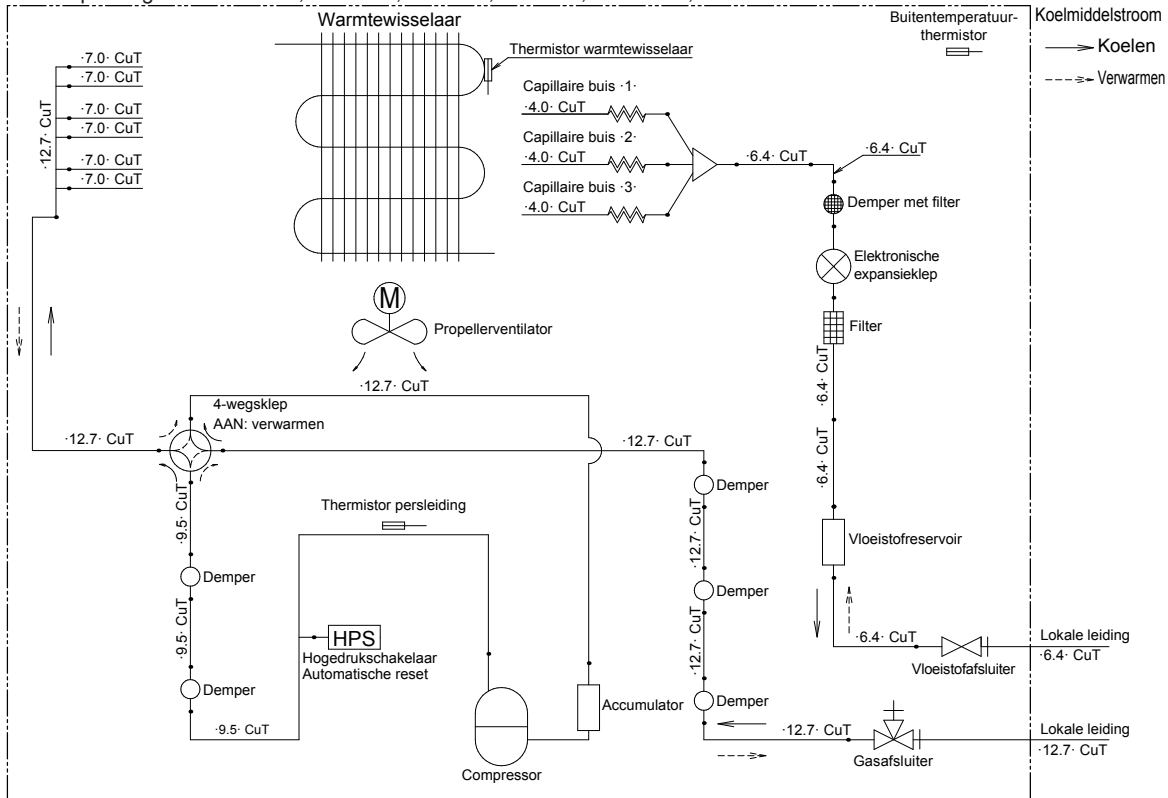 Warmtewisselaar
Buitentemperatuur-
thermistor
Koelmiddelstroom
Koelen
Verwarmen
Thermistor warmtewisselaar
·7.0· CuT
·7.0· CuT
·7.0· CuT
·7.0· CuT
·7.0· CuT
·7.0· CuT
·12.7· CuT
Capillaire buis ·1·
·4.0· CuT
Capillaire buis ·2·
·4.0· CuT
Capillaire buis ·3·
·4.0· CuT
·6.4· CuT
·6.4· CuT
Demper met filter
Elektronische
expansieklep
Filter
M
Propellerventilator
·6.4· CuT
·6.4· CuT
·12.7· CuT
4-wegsklep
AAN: verwarmen
·12.7· CuT
·12.7· CuT
Demper
·9.5· CuT
Thermistor persleiding
·12.7· CuT
Vloeistofreservoir
Demper
Demper
·9.5· CuT
HPS
Hogedrukschakelaar
Automatische reset
·12.7· CuT
·6.4· CuT
Vloeistofafsluiter
Lokale leiding
·6.4· CuT
Demper
Demper
Accumulator
·9.5· CuT
Compressor
·12.7· CuT
Gasafsluiter
Lokale leiding
·12.7· CuT